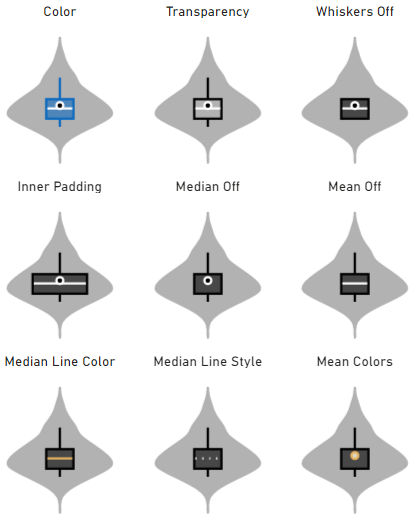 Color
Transparency
Whiskers Off
Inner Padding
Median Off
Mean Off
Median Line Color
Median Line Style
Mean Colors